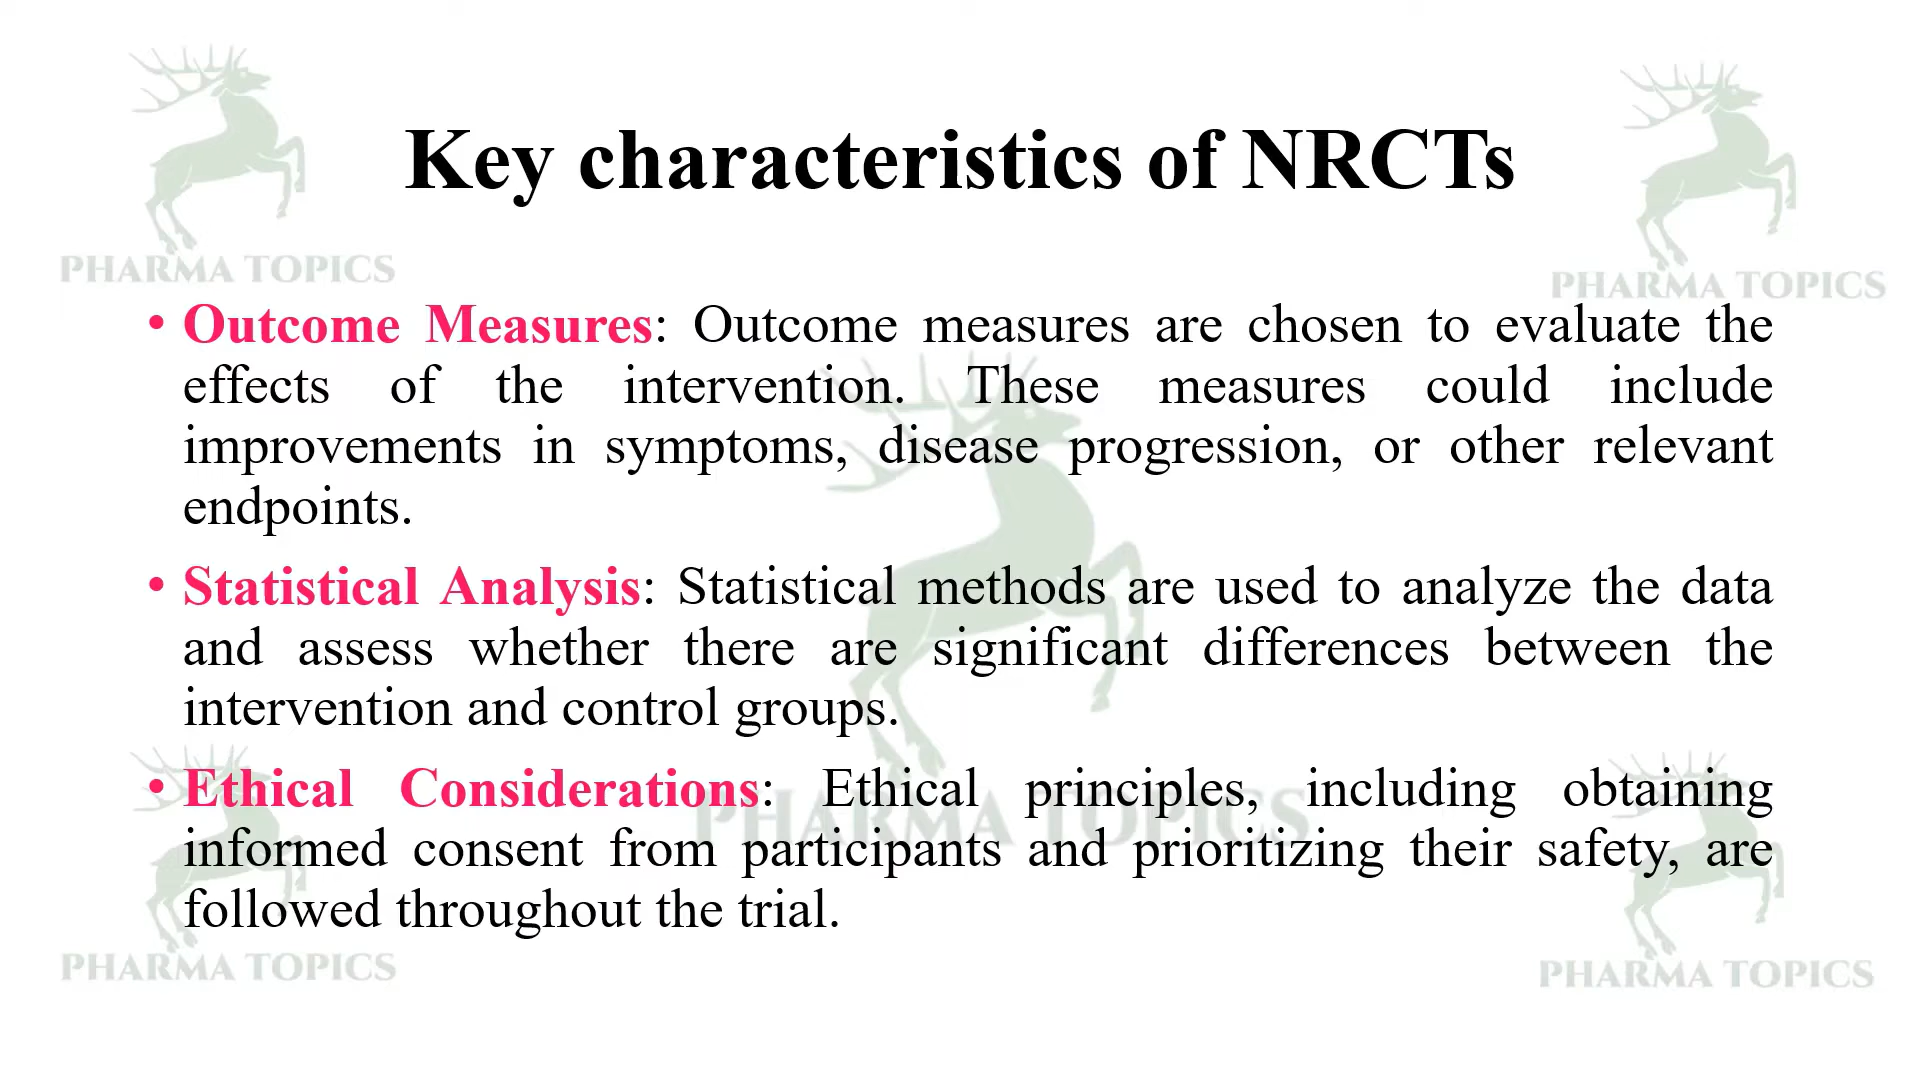 Key characteristics of NRCTs
PHARMA TOPICS
PHARMA TOPICS
• Outcome Measures: Outcome measures are chosen to evaluate the
effects of the intervention. These measures could include
improvements in symptoms, disease progression, or other relevant
endpoints.
• Statistical Analysis: Statistical methods are used to analyze the data
and assess whether there are significant differences between the
intervention and control groups.
• Ethical Considerations: Ethical principles, including obtaining
PHARMA TOPICS
informed consent from participants and prioritizing their safety, are
followed throughout the trial.
PHARMA TOPICS
PHARMA TOPICS